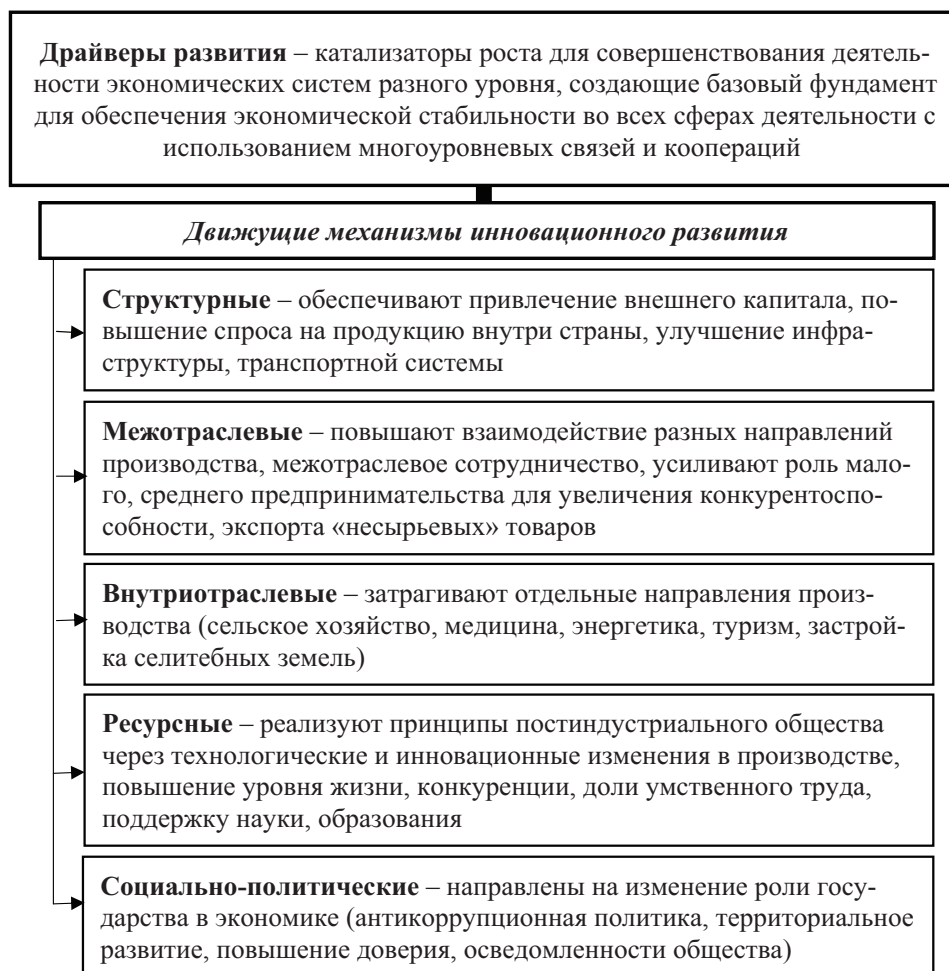 Драйверы развития – катализаторы роста для совершенствования деятель-
ности экономических систем разного уровня, создающие базовый фундамент
для обеспечения экономической стабильности во всех сферах деятельности с
использованием многоуровневых связей и коопераций
Движущие механизмы инновационного развития
Структурные – обеспечивают привлечение внешнего капитала, по-
вышение спроса на продукцию внутри страны, улучшение инфра-
структуры, транспортной системы
Межотраслевые – повышают взаимодействие разных направлений
производства, межотраслевое сотрудничество, усиливают роль мало-
го, среднего предпринимательства для увеличения конкурентоспо-
собности, экспорта «несырьевых» товаров
Внутриотраслевые – затрагивают отдельные направления произ-
водства (сельское хозяйство, медицина, энергетика, туризм, застрой-
ка селитебных земель)
Ресурсные – реализуют принципы постиндустриального общества
через технологические и инновационные изменения в производстве,
повышение уровня жизни, конкуренции, доли умственного труда,
поддержку науки, образования
Социально-политические – направлены на изменение роли госу-
дарства в экономике (антикоррупционная политика, территориальное
развитие, повышение доверия, осведомленности общества)